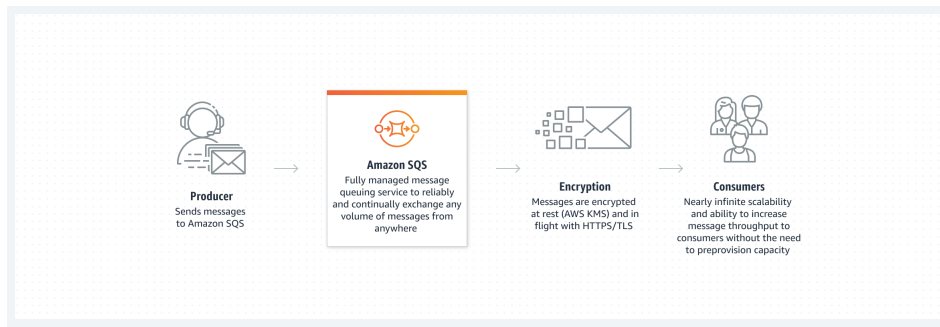 Producer
Sends messages
to Amazon SQS
Amazon SQS
Fully managed message
queuing service to reliably
and continually exchange any
volume of messages from
anywhere
Encryption
Messages are encrypted
at rest (AWS KMS) and in
flight with HTTPS/TLS
Consumers
Nearly infinite scalability
and ability to increase
message throughput to
consumers without the need
to preprovision capacity